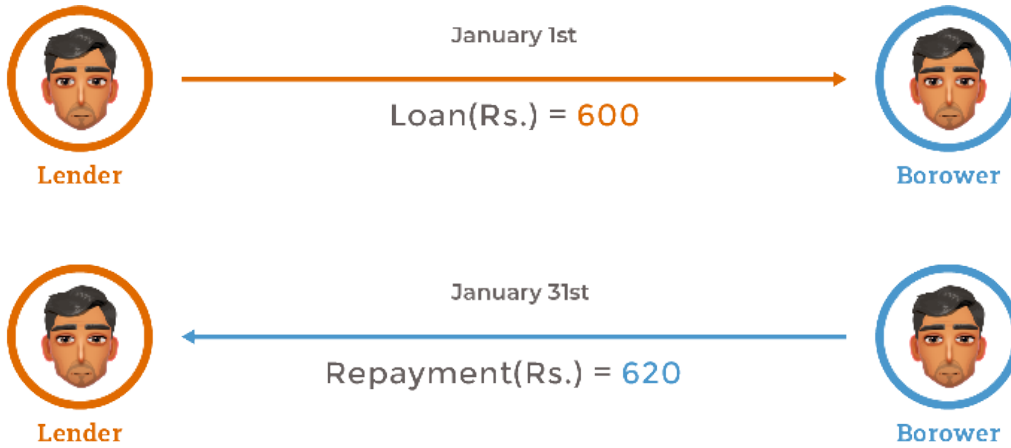 January 1st
Loan(Rs.) = 600
Lender
Borower
January 31st
Repayment(Rs.) = 620
Lender
Borower